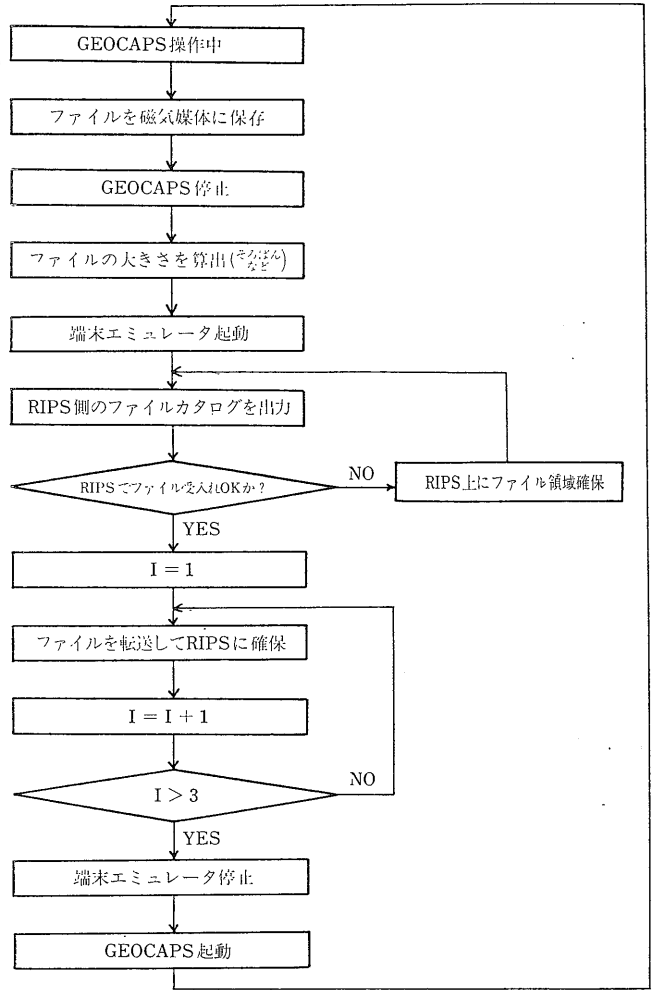 GEOCAPS操作中
ファイルを磁気媒体に保存
GEOCAPS停止
ファイルの大きさを算出(そろばんなど)
端末エミュレータ起動
RIPS側のファイルカタログを出力
RIPSでファイル受入れOKか?
NO
RIPS上にファイル領域確保
YES
I = 1
ファイルを転送してRIPSに確保
I = I + 1
I > 3
NO
YES
端末エミュレータ停止
GEOCAPS起動